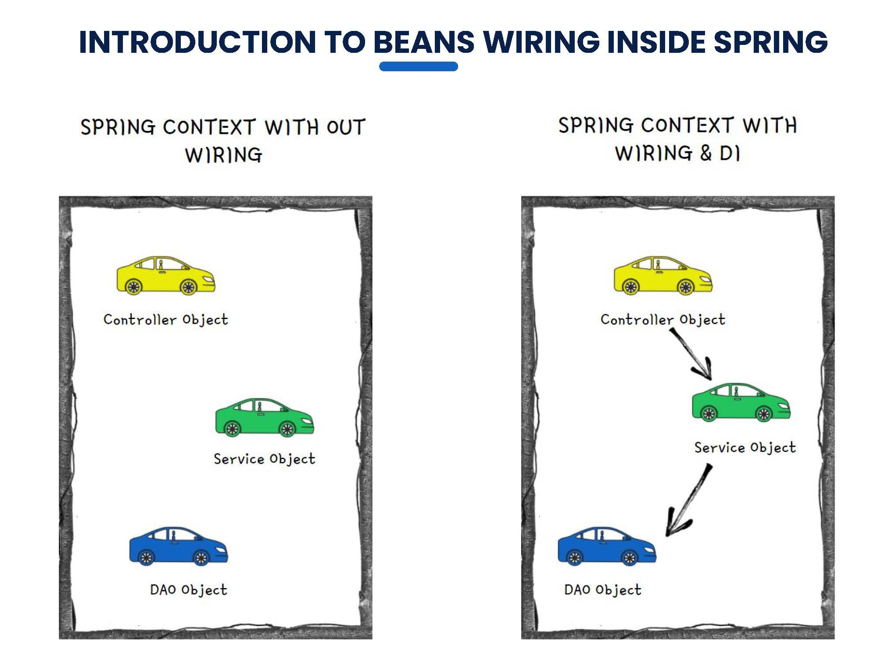 INTRODUCTION TO BEANS WIRING INSIDE SPRING
SPRING CONTEXT WITH OUT
WIRING
Controller Object
Service Object
DAO Object
SPRING CONTEXT WITH
WIRING & DI
Controller Object
Service Object
DAO Object